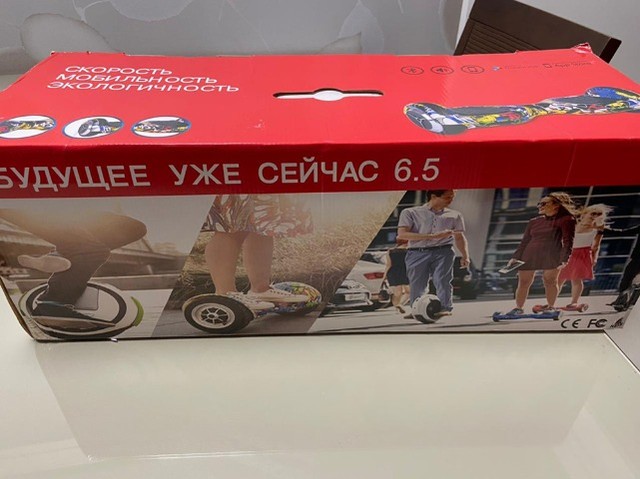 СКОРОСТЬ
МОБИЛЬНОСТЬ
ЭКОЛОГИЧНОСТЬ
БУДУЩЕЕ УЖЕ СЕЙЧАС 6.5
CE FC